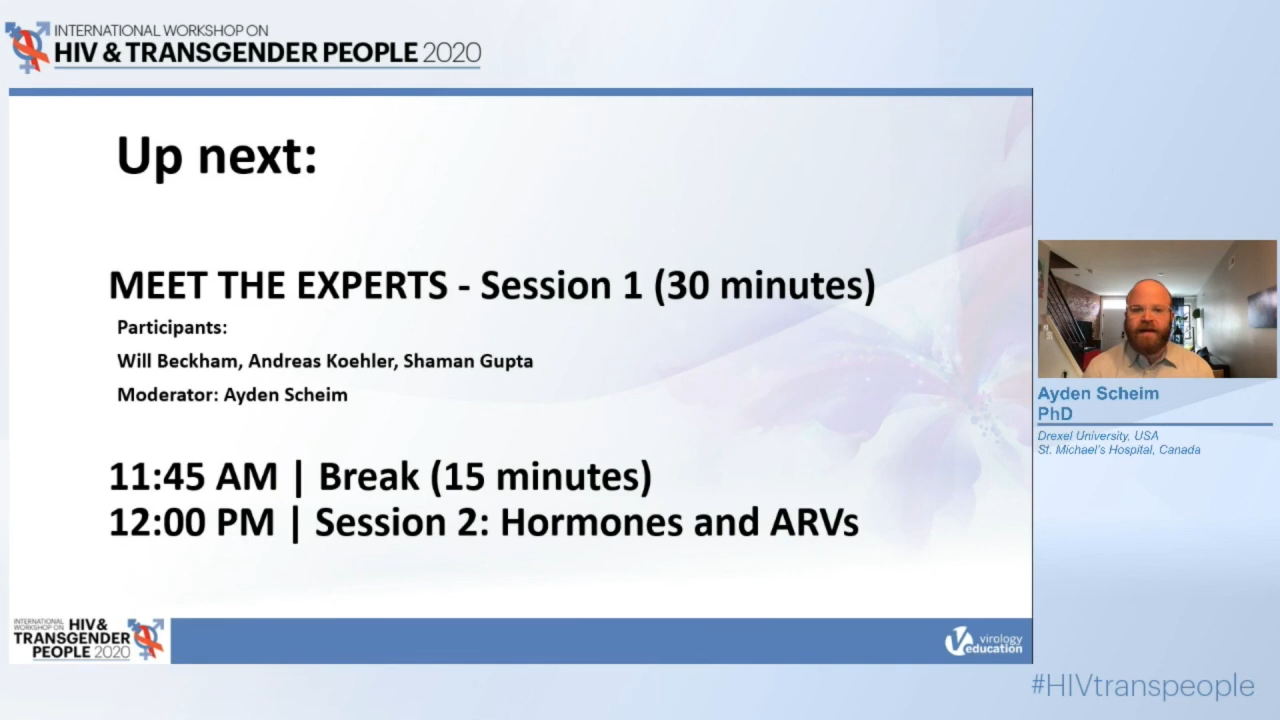 INTERNATIONAL WORKSHOP ON
HIV & TRANSGENDER PEOPLE 2020
Up next:
MEET THE EXPERTS - Session 1 (30 minutes)
Participants:
Will Beckham, Andreas Koehler, Shaman Gupta
Moderator: Ayden Scheim
11:45 AM | Break (15 minutes)
12:00 PM | Session 2: Hormones and ARVs
Ayden Scheim
PhD
Drexel University, USA
St. Michael's Hospital, Canada
INTERNATIONAL
WORKSHOP ON HIV &
TRANSGENDER
PEOPLE 2020
virology
education
#HIVtranspeople